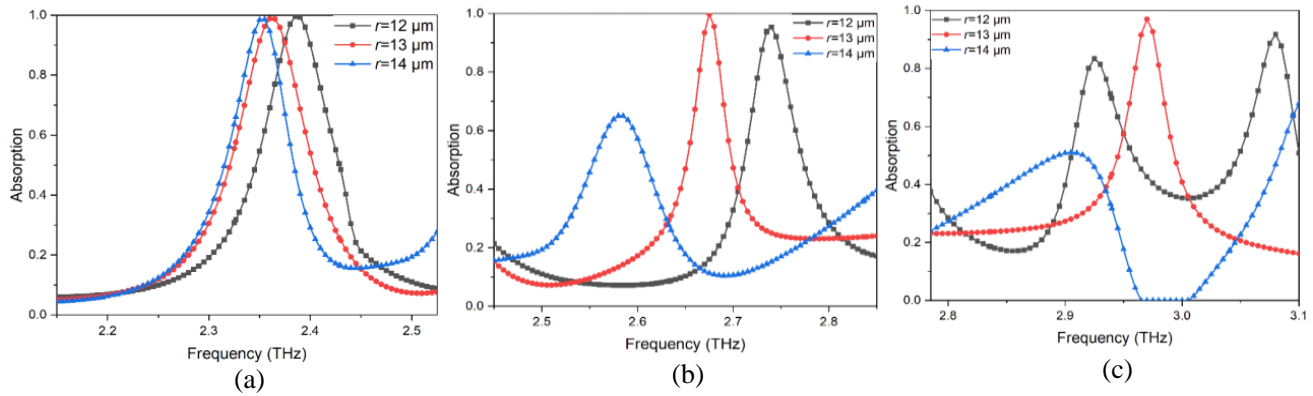 1.0
0.8
0.6
0.4
0.2
0.0
Absorption
r=12 μm
r=13 μm
r=14 μm
2.2 2.3 2.4 2.5
Frequency (THz)
(a)
1.0
0.8
0.6
0.4
0.2
0.0
Absorption
r=12 μm
r=13 μm
r=14 μm
2.5 2.6 2.7 2.8
Frequency (THz)
(b)
1.0
0.8
0.6
0.4
0.2
0.0
Absorption
r=12 μm
r=13 μm
r=14 μm
2.8 2.9 3.0 3.1
Frequency (THz)
(c)